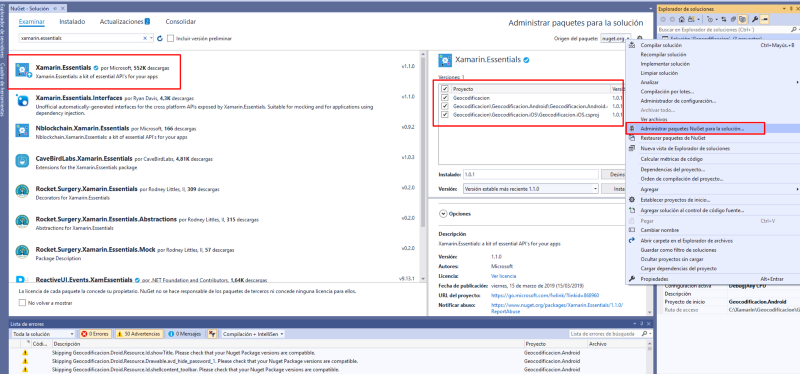 NuGet - Solución
Examinar
Instalado
Actualizaciones 2
Consolidar
Administrar paquetes para la solución
xamarin.essentials
Incluir versión preliminar
Origen del paquete: nuget.org
Xamarin.Essentials por Microsoft, 552K descargas
v1.1.0
Xamarin.Essentials: a kit of essential API's for your apps
Xamarin.Essentials.Interfaces por Ryan Davis, 4,3K descargas
v1.1.0
Unofficial automatically-generated interfaces for the cross platform APIs exposed by Xamarin.Essentials. Suitable for mocking and for applications using
dependency injection.
Nblockchain.Xamarin.Essentials por Microsoft, 166 descargas
v0.9.2
Nblockchain.Xamarin.Essentials: a kit of essential API's for your apps
CaveBirdLabs.Xamarin.Essentials por CaveBirdLabs, 4,81K descargas
v1.0.3
Extensions for the Xamarin.Essentials package
Rocket.Surgery.Xamarin.Essentials por Rodney Littles, II, 309 descargas
v0.2.0
Decorators for Xamarin.Essentials
Rocket.Surgery.Xamarin.Essentials.Abstractions por Rodney Littles, II, 315 descargas
v0.2.0
Abstractions for Xamarin.Essentials
Rocket.Surgery.Xamarin.Essentials.Mock por Rodney Littles, II, 57 descargas
v0.2.0
Package Description
ReactiveUI.Events.XamEssentials por .NET Foundation and Contributors, 1,64K descargas
v9.13.1
La licencia de cada paquete la concede su propietario. NuGet no se hace responsable de los paquetes de terceros ni concede ninguna licencia para ellos.
No volver a mostrar
Xamarin.Essentials
Versiones: 1
Proyecto
Versió
Geocodificacion
1.0.1
Geocodificacion\Geocodificacion.Android\Geocodificacion.Android
1.0.1
Geocodificacion\Geocodificacion.iOS\Geocodificacion.iOS.csproj
1.0.1
Instalado: 1.0.1
Desins
Versión: Versión estable más reciente 1.1.0
Insta
Opciones
Descripción
Xamarin.Essentials: a kit of essential API's for your apps
Versión: 1.1.0
Autores: Microsoft
Licencia: Ver licencia
Fecha de publicación: viernes, 15 de marzo de 2019 (15/03/2019)
URL del proyecto: https://go.microsoft.com/fwlink/?linkid=868960
Notificar abuso: https://www.nuget.org/packages/Xamarin.Essentials/1.1.0/
ReportAbuse
Explorador de soluciones
Buscar en Explorador de soluciones (Ctrl+
Compilar solución Ctrl+Mayús.+B
Recompilar solución
Implementar solución
Limpiar solución
Analizar
Compilación por lotes...
Administrador de configuración...
Archivar todo...
Ver archivos
Administrar paquetes NuGet para la solución...
Restaurar paquetes de NuGet
Nueva vista de Explorador de soluciones
Calcular métricas de código
Dependencias del proyecto...
Orden de compilación del proyecto...
Agregar
Establecer proyectos de inicio...
Agregar solución al control de código fuente...
Pegar Ctrl+V
Cambiar nombre
Abrir carpeta en el Explorador de archivos
Guardar como filtro de soluciones
Ocultar proyectos sin cargar
Cargar dependencias del proyecto
Propiedades Alt+Entrar
Configuración activa Debug|Any CPU
Descripción
Proyecto de inicio Geocodificacion.Android
Ruta de acceso
Lista de errores
Toda la solución
0 Errores
50 Advertencias
0 Mensajes
Compilación + IntelliSen
Lista de errores de búsqueda
Descripción
Proyecto
Archivo
Skipping Geocodificacion.Droid.Resource.Id.showTitle. Please check that your Nuget Package versions are compatible.
Geocodificacion.Android
Skipping Geocodificacion.Droid.Resource.Drawable.avd_hide_password_1. Please check that your Nuget Package versions are compatible.
Geocodificacion.Android
Skipping Geocodificacion.Droid.Resource.Id.shellcontent_toolbar. Please check that your Nuget Package versions are compatible.
Geocodificacion.Android